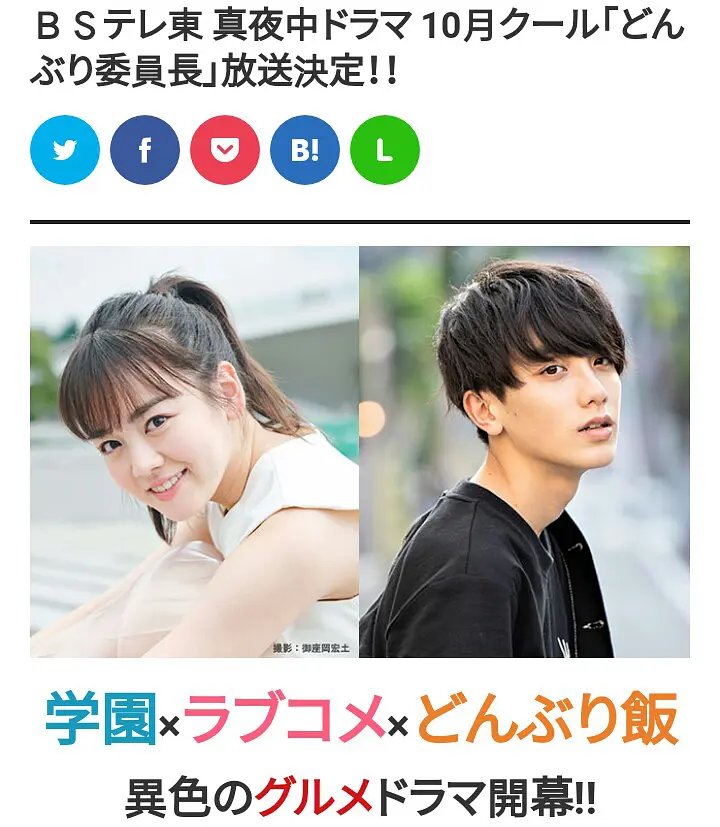 ＢＳテレ東 真夜中ドラマ 10月クール「どん
ぶり委員長」放送決定！！
f
B!
L
撮影：御座岡宏士
学園×ラブコメ×どんぶり飯
異色のグルメドラマ開幕!!